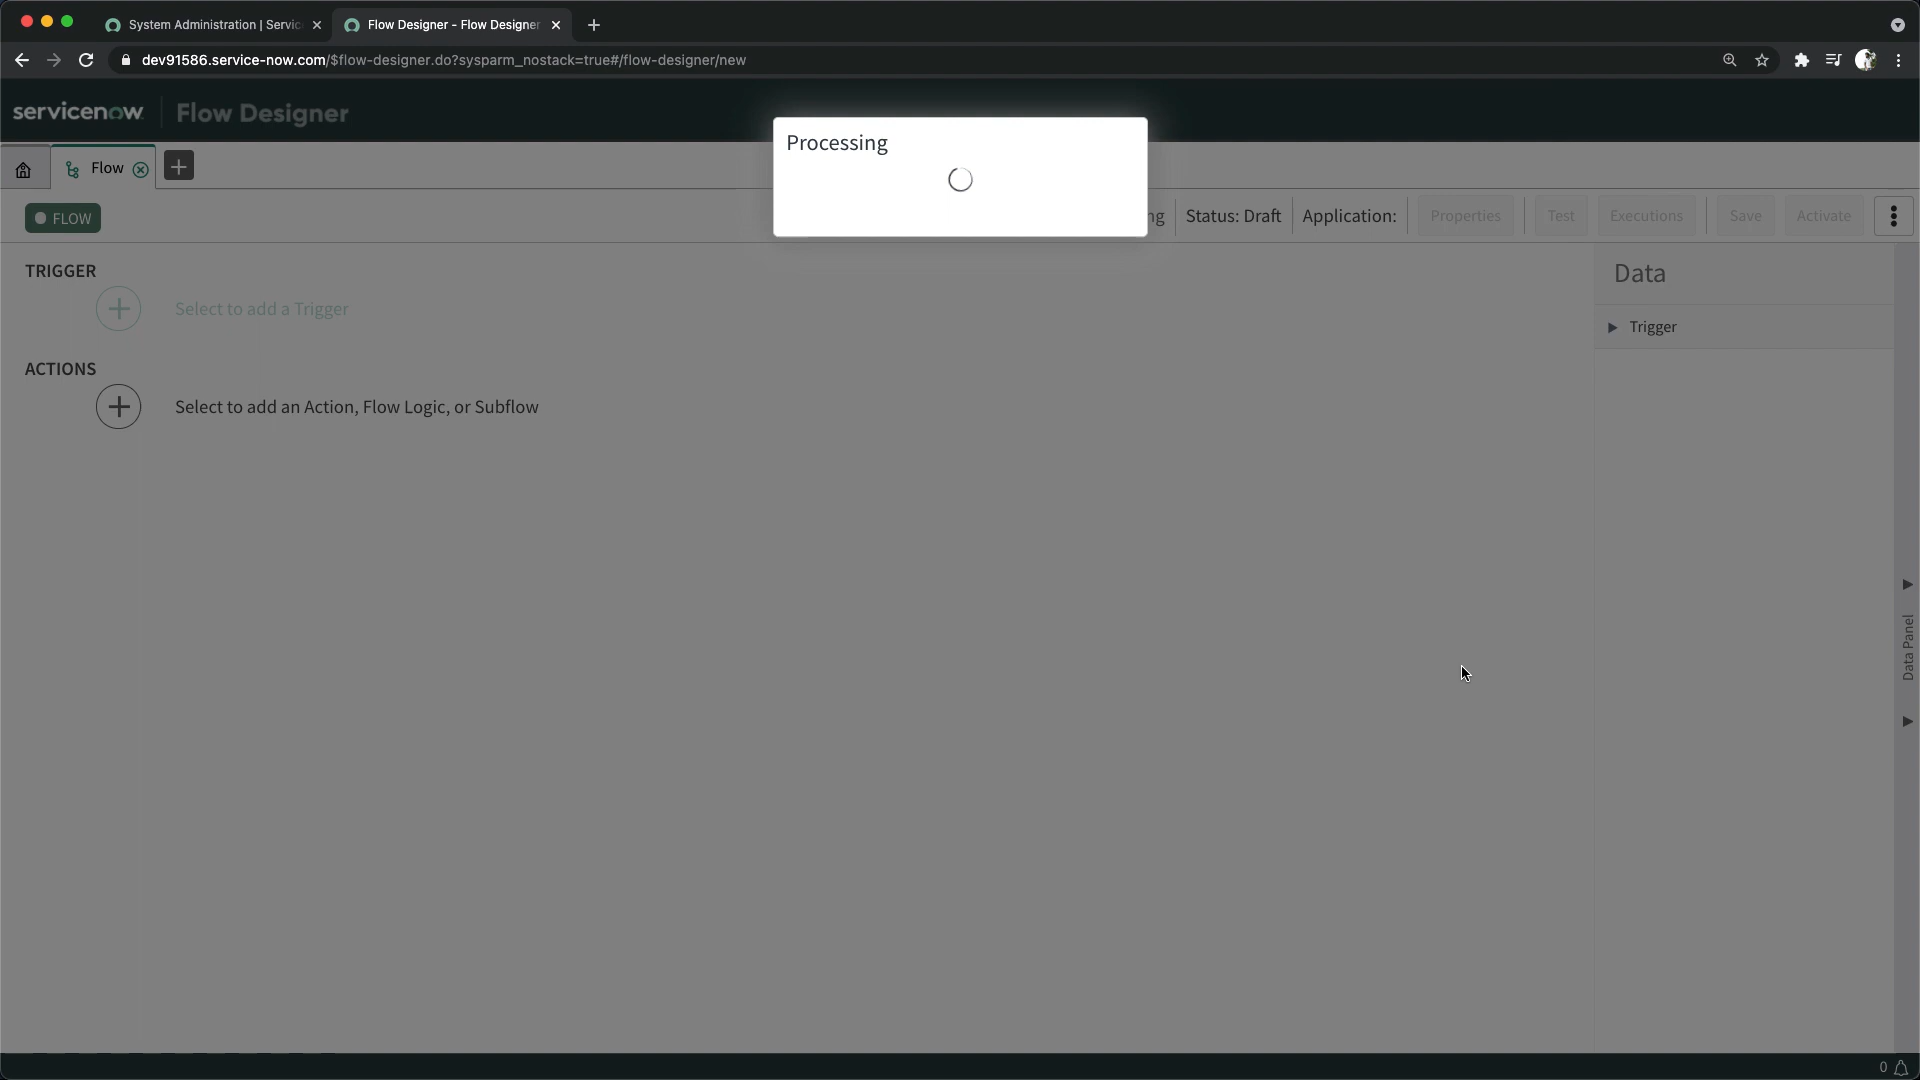 System Administration | Servic
Flow Designer - Flow Designer
dev91586.service-now.com/$flow-designer.do?sysparm_nostack=true#/flow-designer/new
servicenow Flow Designer
Processing
Flow
FLOW
ng
Status: Draft
Application:
Properties
Test
Executions
Save
Activate
TRIGGER
Select to add a Trigger
ACTIONS
Select to add an Action, Flow Logic, or Subflow
Data
Trigger
Data Panel
0